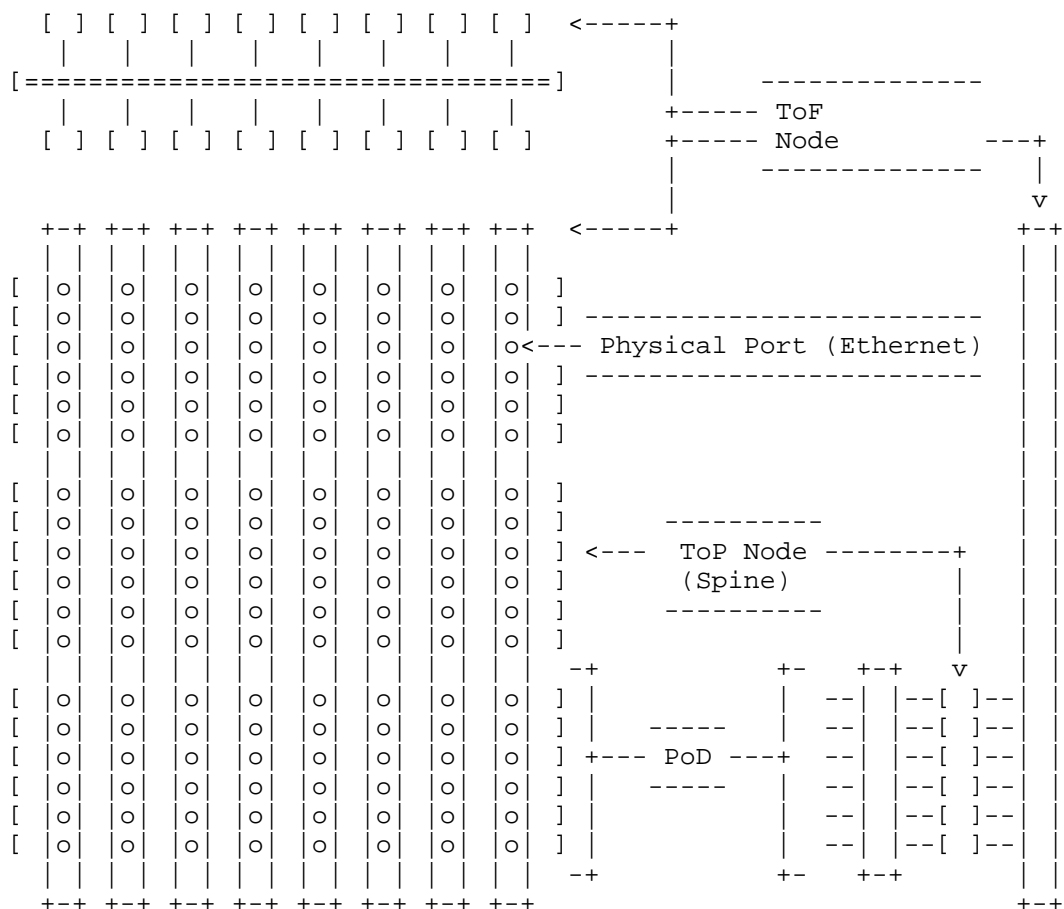 ToF
Node
Physical Port (Ethernet)
ToP Node
(Spine)
PoD